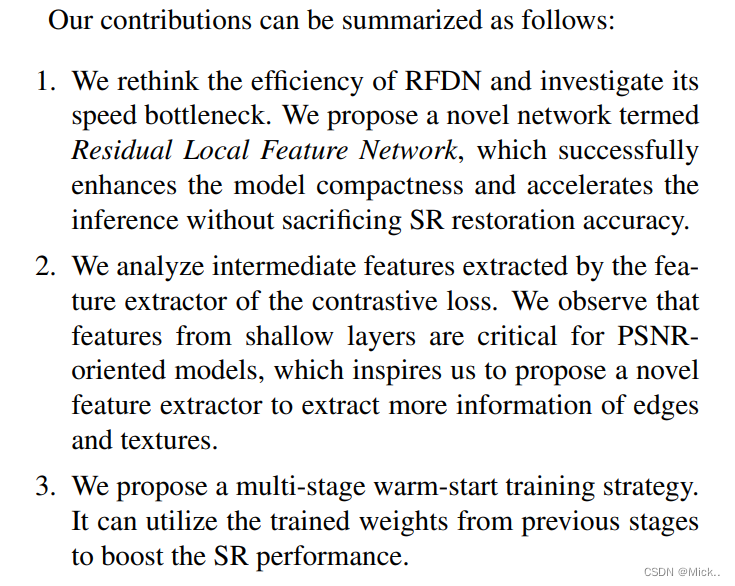 Our contributions can be summarized as follows:
1. We rethink the efficiency of RFDN and investigate its
speed bottleneck. We propose a novel network termed
Residual Local Feature Network, which successfully
enhances the model compactness and accelerates the
inference without sacrificing SR restoration accuracy.
2. We analyze intermediate features extracted by the fea-
ture extractor of the contrastive loss. We observe that
features from shallow layers are critical for PSNR-
oriented models, which inspires us to propose a novel
feature extractor to extract more information of edges
and textures.
3. We propose a multi-stage warm-start training strategy.
It can utilize the trained weights from previous stages
to boost the SR performance.
CSDN @Mick..